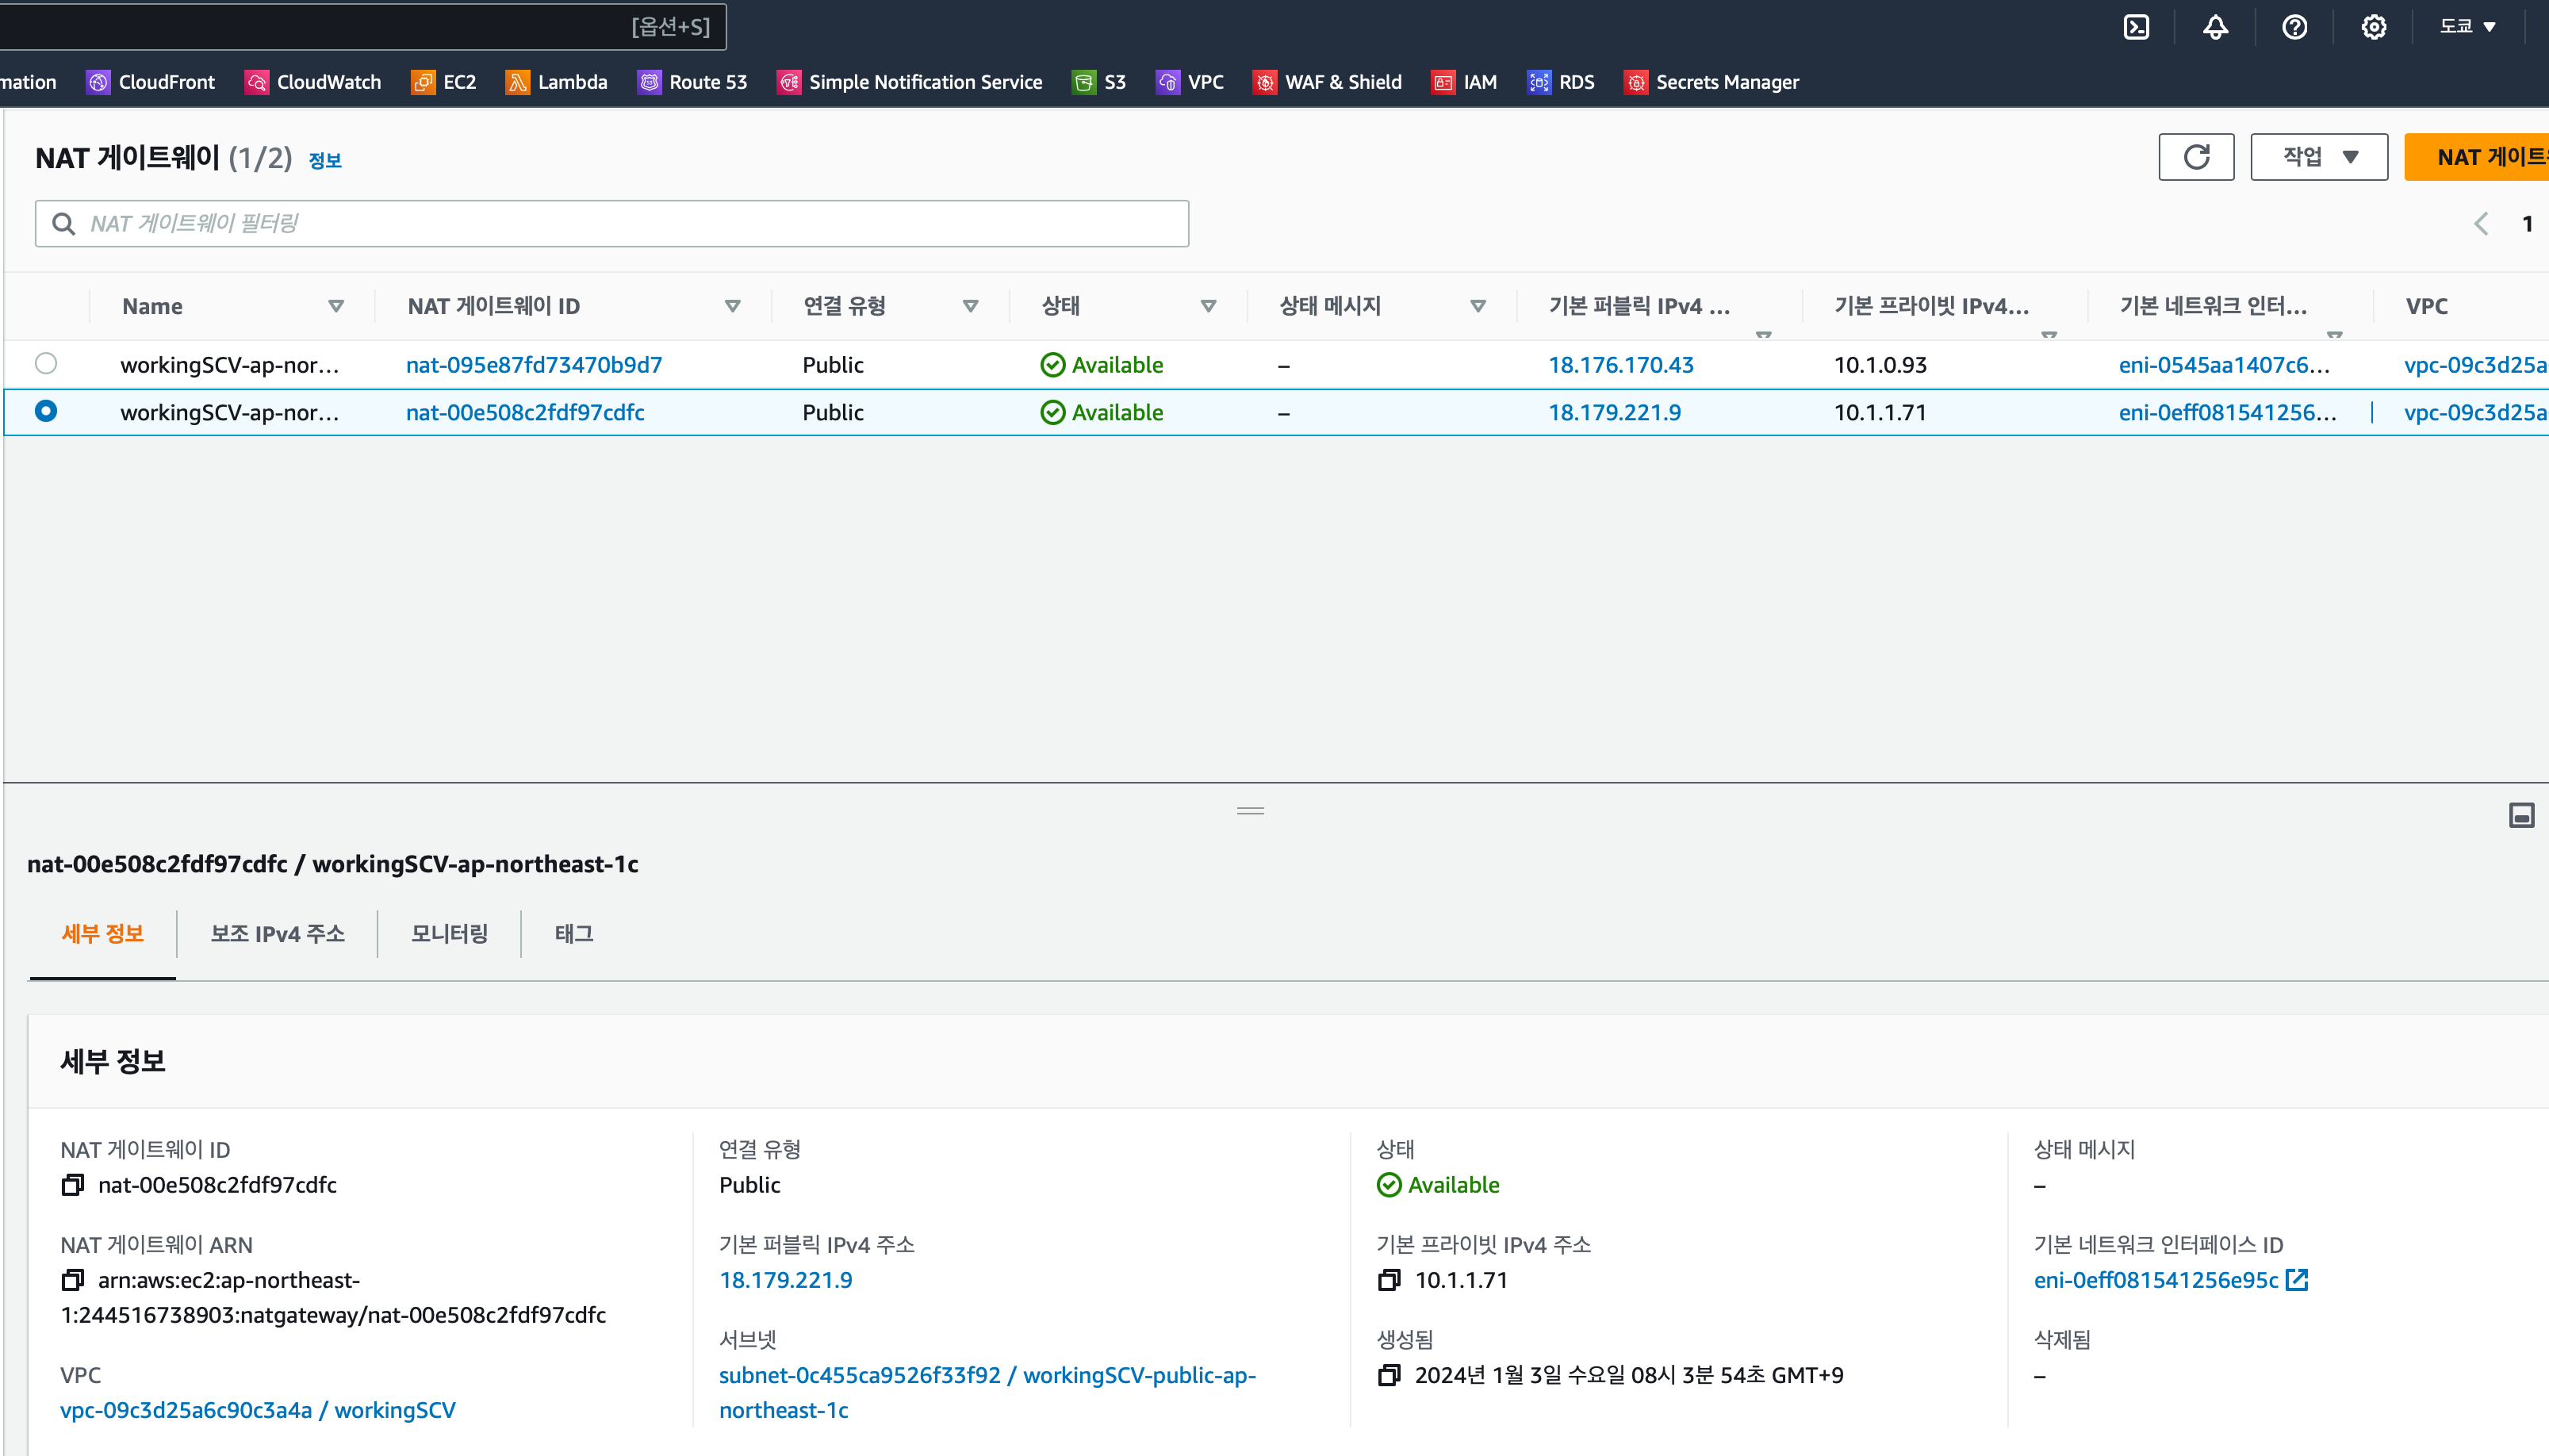 [옵션+S]
도쿄
mation CloudFront CloudWatch EC2 Lambda Route 53 Simple Notification Service S3 VPC WAF & Shield IAM RDS Secrets Manager
NAT 게이트웨이 (1/2) 정보
작업
NAT 게이트
NAT 게이트웨이 필터링
1
Name NAT 게이트웨이 ID 연결 유형 상태 상태 메시지 기본 퍼블릭 IPv4 ... 기본 프라이빗 IPv4... 기본 네트워크 인터... VPC
workingSCV-ap-nor... nat-095e87fd73470b9d7 Public Available – 18.176.170.43 10.1.0.93 eni-0545aa1407c6... vpc-09c3d25a
workingSCV-ap-nor... nat-00e508c2fdf97cdfc Public Available – 18.179.221.9 10.1.1.71 eni-0eff081541256... vpc-09c3d25a
nat-00e508c2fdf97cdfc / workingSCV-ap-northeast-1c
세부 정보 보조 IPv4 주소 모니터링 태그
세부 정보
NAT 게이트웨이 ID
nat-00e508c2fdf97cdfc
NAT 게이트웨이 ARN
arn:aws:ec2:ap-northeast-
1:244516738903:natgateway/nat-00e508c2fdf97cdfc
VPC
vpc-09c3d25a6c90c3a4a / workingSCV
연결 유형
Public
기본 퍼블릭 IPv4 주소
18.179.221.9
서브넷
subnet-0c455ca9526f33f92 / workingSCV-public-ap-
northeast-1c
상태
Available
기본 프라이빗 IPv4 주소
10.1.1.71
생성됨
2024년 1월 3일 수요일 08시 3분 54초 GMT+9
상태 메시지
–
기본 네트워크 인터페이스 ID
eni-0eff081541256e95c
삭제됨
–